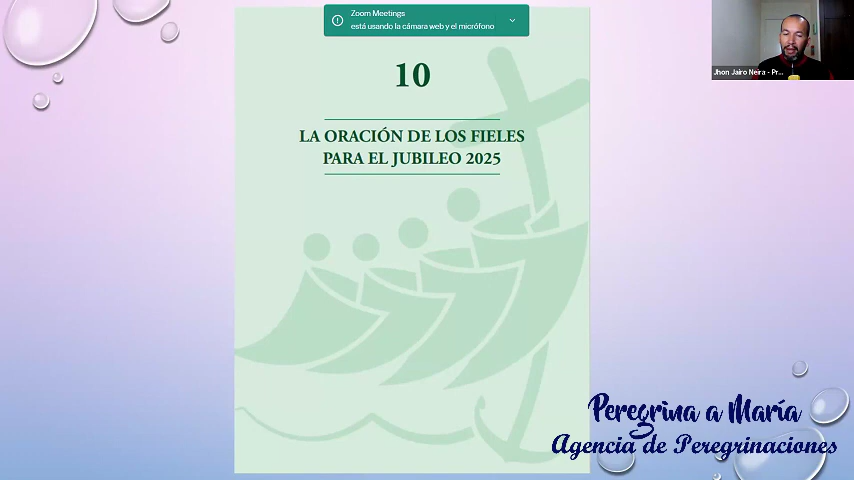 Zoom Meetings
está usando la cámara web y el micrófono
Jhon Jairo Neira - Pr...
10
LA ORACIÓN DE LOS FIELES
PARA EL JUBILEO 2025
Peregrina a María
Agencia de Peregrinaciones